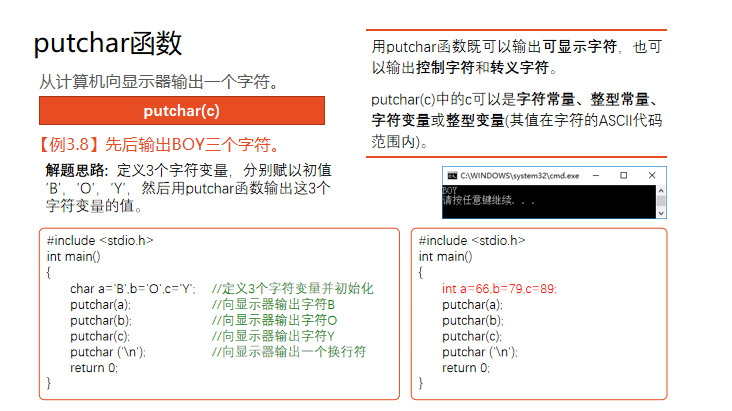 putchar函数
从计算机向显示器输出一个字符。
putchar(c)
【例3.8】先后输出BOY三个字符。
解题思路: 定义3个字符变量，分别赋以初值
′B′，′O′，′Y′，然后用putchar函数输出这3个
字符变量的值。
用putchar函数既可以输出可显示字符，也可
以输出控制字符和转义字符。
putchar(c)中的c可以是字符常量、整型常量、
字符变量或整型变量(其值在字符的ASCII代码
范围内)。
C:\WINDOWS\system32\cmd.exe
BOY
请按任意键继续. . .
#include <stdio.h>
int main()
{
char a='B',b='O',c='Y'; //定义3个字符变量并初始化
putchar(a); //向显示器输出字符B
putchar(b); //向显示器输出字符O
putchar(c); //向显示器输出字符Y
putchar ('\n'); //向显示器输出一个换行符
return 0;
}
#include <stdio.h>
int main()
{
int a=66,b=79,c=89;
putchar(a);
putchar(b);
putchar(c);
putchar ('\n');
return 0;
}